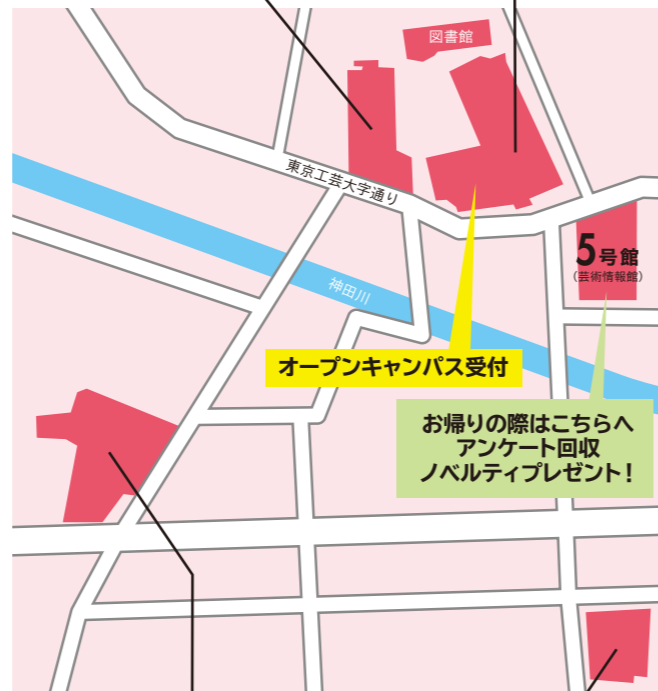 図書館
東京工芸大字通り
5号館
(芸術情報館)
神田川
オープンキャンパス受付
お帰りの際はこちらへ
アンケート回収
ノベルティプレゼント！